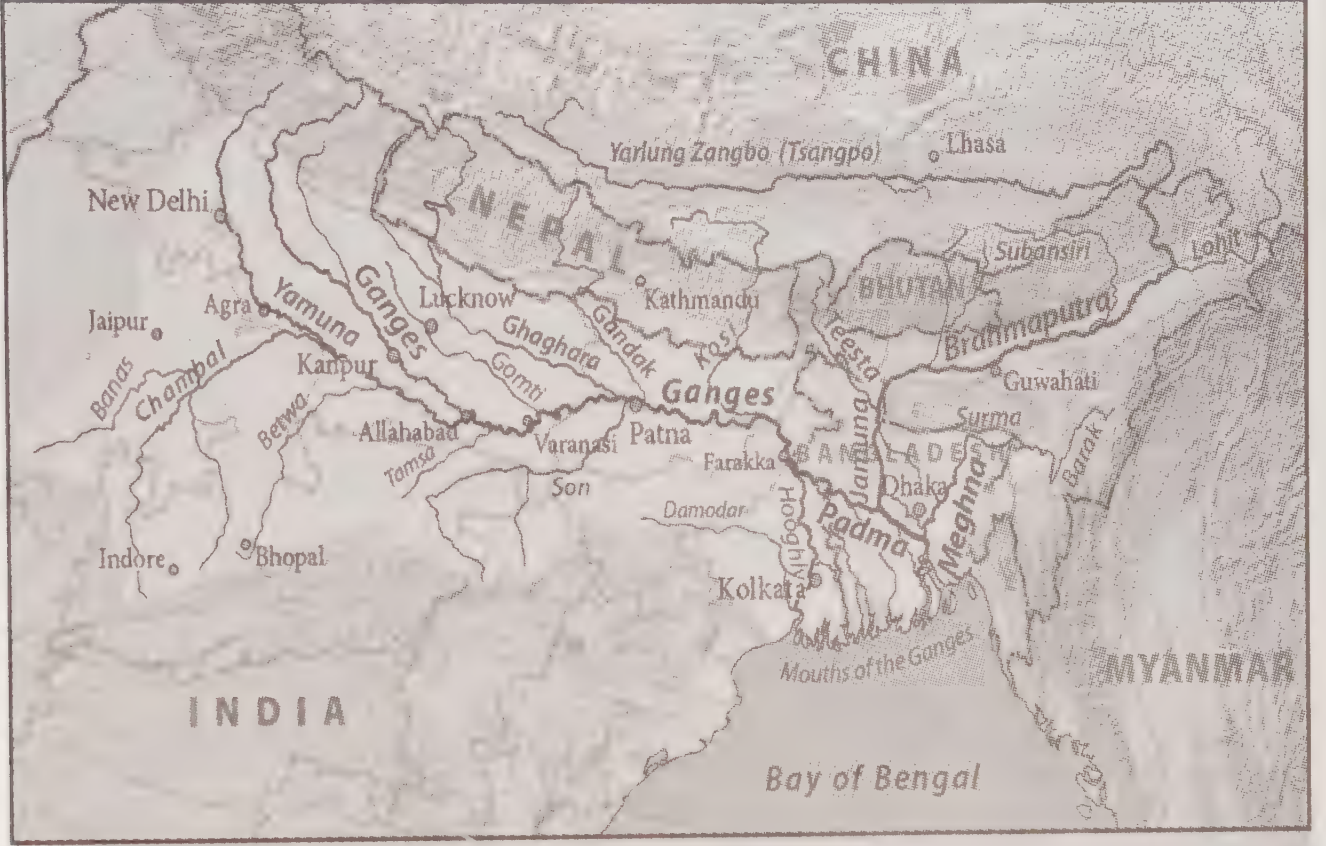 CHINA
Yarlung Zangbo (Tsangpo)
Lhasa
New Delhi
NEPAL
Subansiri
Lohit
BHUTAN
Ganges
Lucknow
Kathmandu
Agra
Yamuna
Jaipur
Ghaghara
Gandak
Kosi
Teesta
Brahmaputra
Guwahati
Banas
Champal
Kanpur
Gomti
Ganges
Betwa
Allahabad
Varanasi
Patna
Surma
Jamuna
Tamsa
Farakka
BANGLADESH
Barak
Son
Dhaka
Meghna
Damodar
Hooghly
Padma
Indore
Bhopal
Kolkata
Mouths of the Ganges
MYANMAR
INDIA
Bay of Bengal